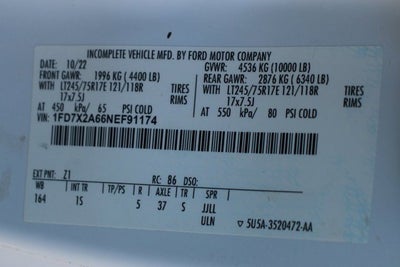 INCOMPLETE VEHICLE MFD. BY FORD MOTOR COMPANY
DATE: 10/22 GVWR: 4536 KG (10000 LB)
FRONT GAWR: 1996 KG (4400 LB) REAR GAWR: 2876 KG (6340 LB)
LT245/75R17E 121/118R TIRES WITH LT245/75R17E 121/118R TIRES
17x7.5J RIMS 17x7.5J RIMS
AT 450 kPa/ 65 PSI COLD AT 550 kPa/ 80 PSI COLD
VIN: 1FD7X2A66NEF91174
EXT PNT: Z1 RC: 86 DSO:
WB INT TR TP/PS R AXLE TR SPR
164 1S 5 37 S JJLL
ULN 5U5A-3520472-AA